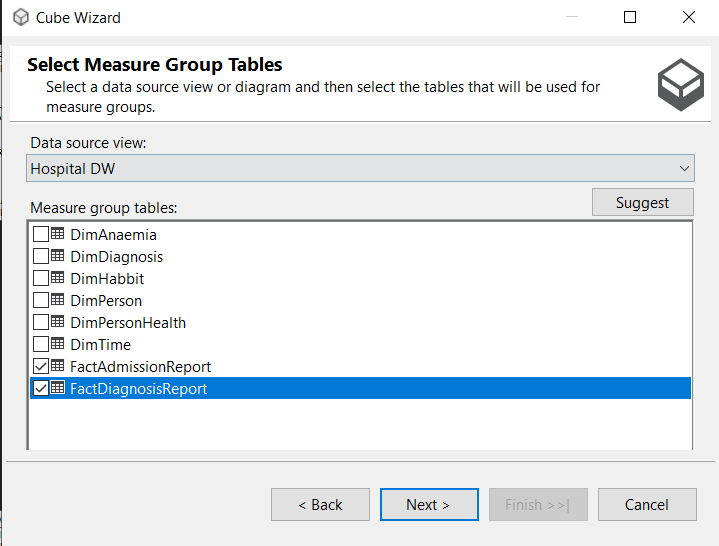 Cube Wizard
Select Measure Group Tables
Select a data source view or diagram and then select the tables that will be used for
measure groups.
Data source view:
Hospital DW
Measure group tables:
Suggest
DimAnaemia
DimDiagnosis
DimHabbit
DimPerson
DimPersonHealth
DimTime
FactAdmissionReport
FactDiagnosisReport
< Back
Next >
Finish >>|
Cancel